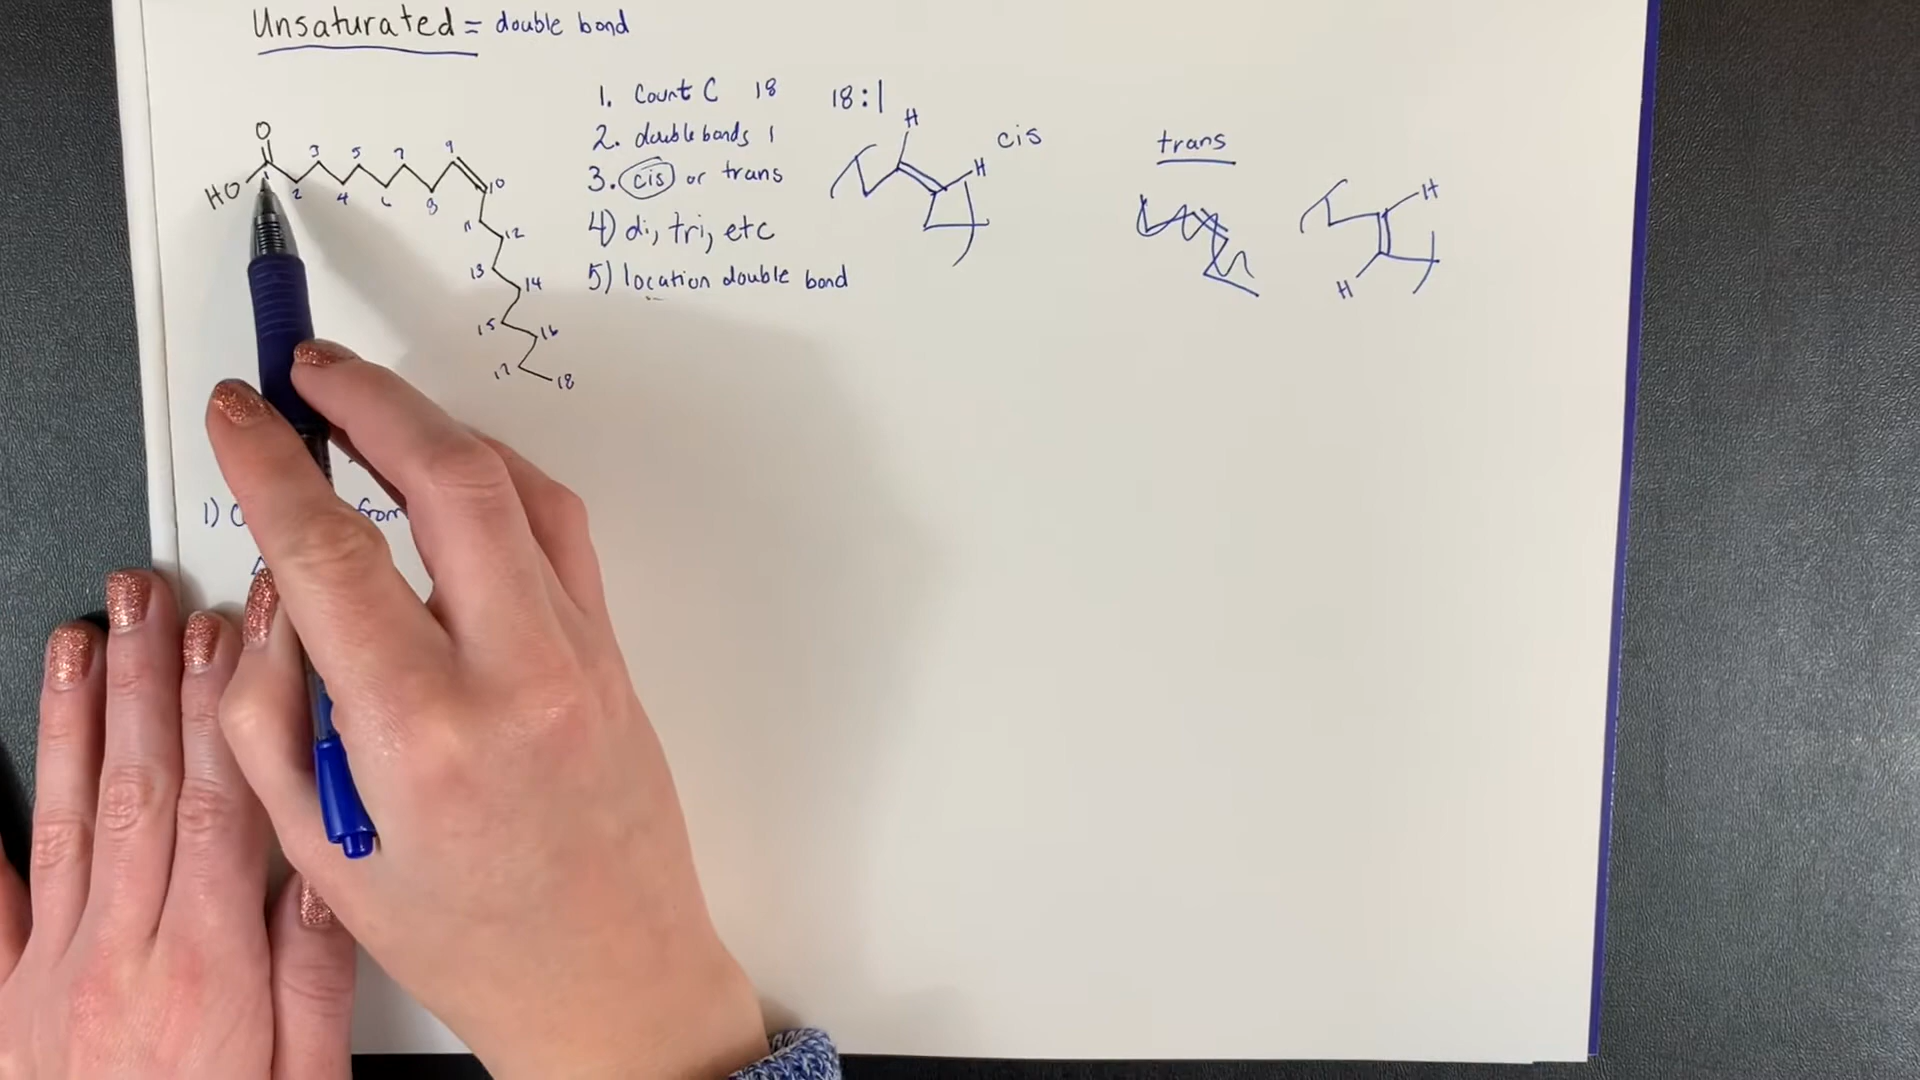 Unsaturated = double bond
1. Count C 18 18:1
2. double bonds 1
3. cis or trans
4) di, tri, etc
5) location double bond
H
H
cis
trans
H
H
O
HO
2 3 4 5 6 7 8 9 10
11 12
13 14
15 16
17 18
1) from